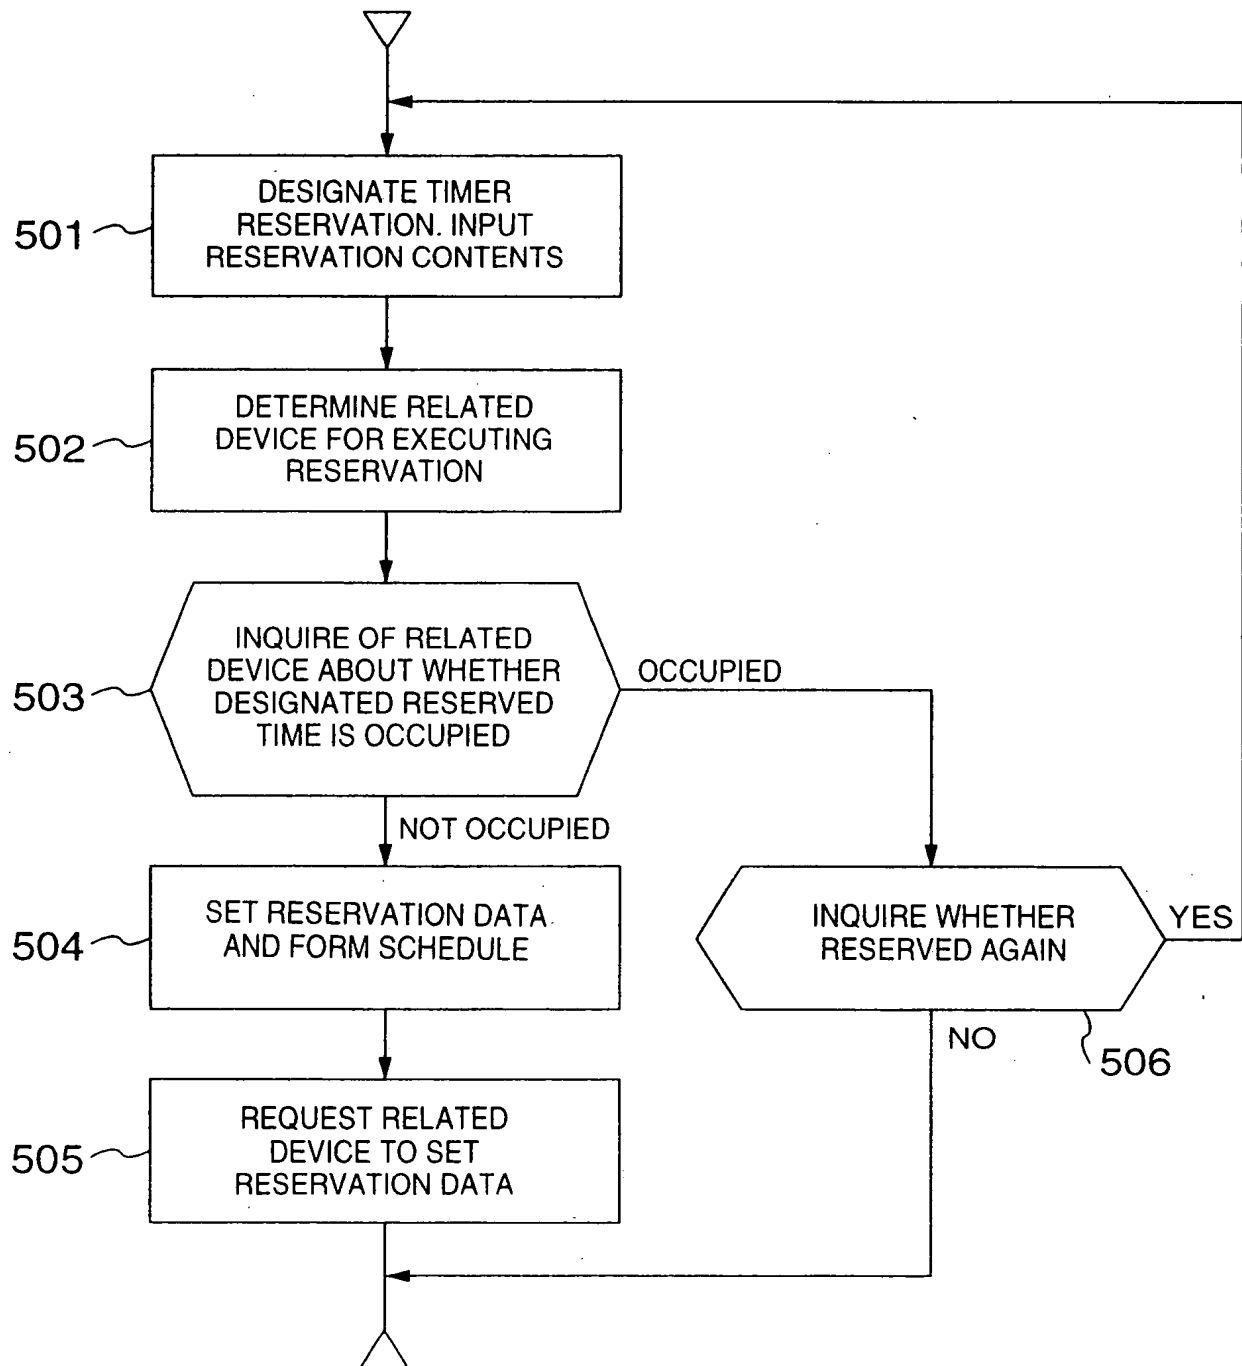 DESIGNATE TIMER
RESERVATION. INPUT
RESERVATION CONTENTS
501
DETERMINE RELATED
DEVICE FOR EXECUTING
RESERVATION
502
INQUIRE OF RELATED
DEVICE ABOUT WHETHER
DESIGNATED RESERVED
TIME IS OCCUPIED
503
OCCUPIED
NOT OCCUPIED
SET RESERVATION DATA
AND FORM SCHEDULE
504
INQUIRE WHETHER
RESERVED AGAIN
YES
NO
506
REQUEST RELATED
DEVICE TO SET
RESERVATION DATA
505